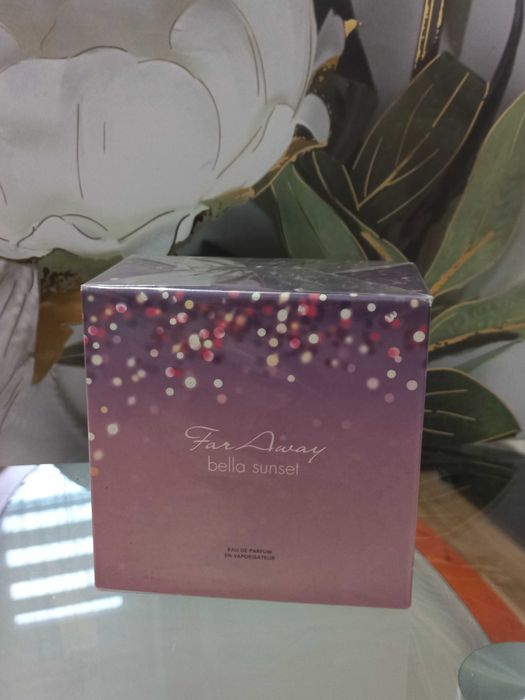 Far Away
bella sunset
EAU DE PARFUM
EN VAPORISATEUR